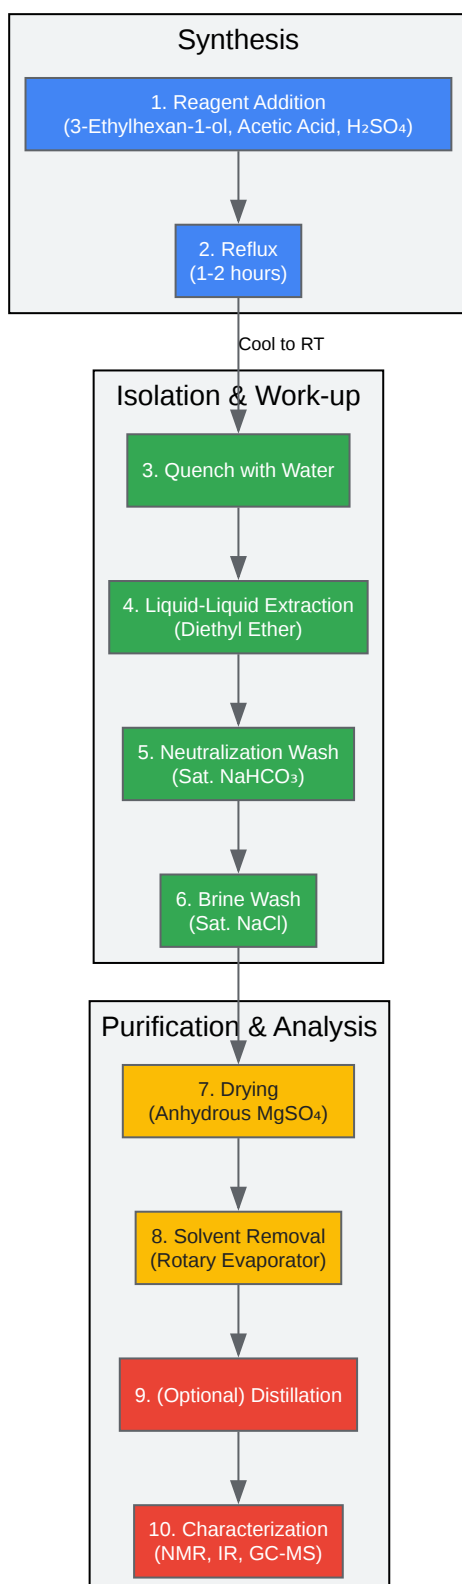 Synthesis
1. Reagent Addition
(3-Ethylhexan-1-ol, Acetic Acid, H₂SO₄)
2. Reflux
(1-2 hours)
Cool to RT
Isolation & Work-up
3. Quench with Water
4. Liquid-Liquid Extraction
(Diethyl Ether)
5. Neutralization Wash
(Sat. NaHCO₃)
6. Brine Wash
(Sat. NaCl)
Purification & Analysis
7. Drying
(Anhydrous MgSO₄)
8. Solvent Removal
(Rotary Evaporator)
9. (Optional) Distillation
10. Characterization
(NMR, IR, GC-MS)